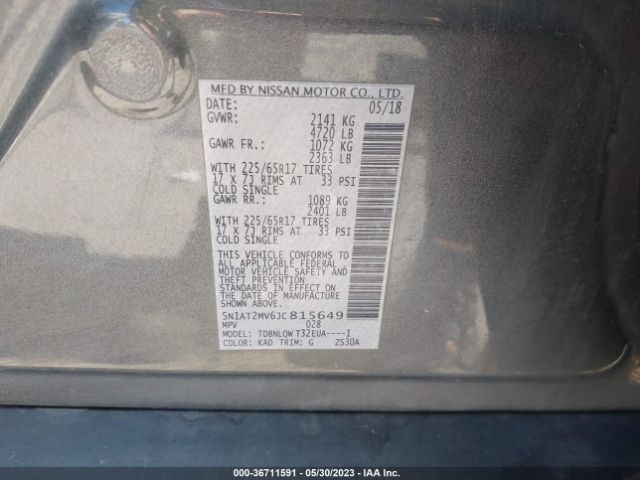 MFD BY NISSAN MOTOR CO., LTD.
DATE: 05/18
GVWR: 2141 KG
4720 LB
GAWR FR.: 1072 KG
2363 LB
WITH 225/65R17 TIRES
17 X 7J RIMS AT 33 PSI
COLD SINGLE
GAWR RR.: 1089 KG
2401 LB
WITH 225/65R17 TIRES
17 X 7J RIMS AT 33 PSI
COLD SINGLE
THIS VEHICLE CONFORMS TO
ALL APPLICABLE FEDERAL
MOTOR VEHICLE SAFETY AND
THEFT PREVENTION
STANDARDS IN EFFECT ON
THE DATE OF MANUFACTURE
SHOWN ABOVE.
5N1AT2MV6JC815649
MPV 028
MODEL: TDBNLQW T32EUA----1
COLOR: KAD TRIM: G ZS30A
000-36711591 - 05/30/2023 - IAA Inc.